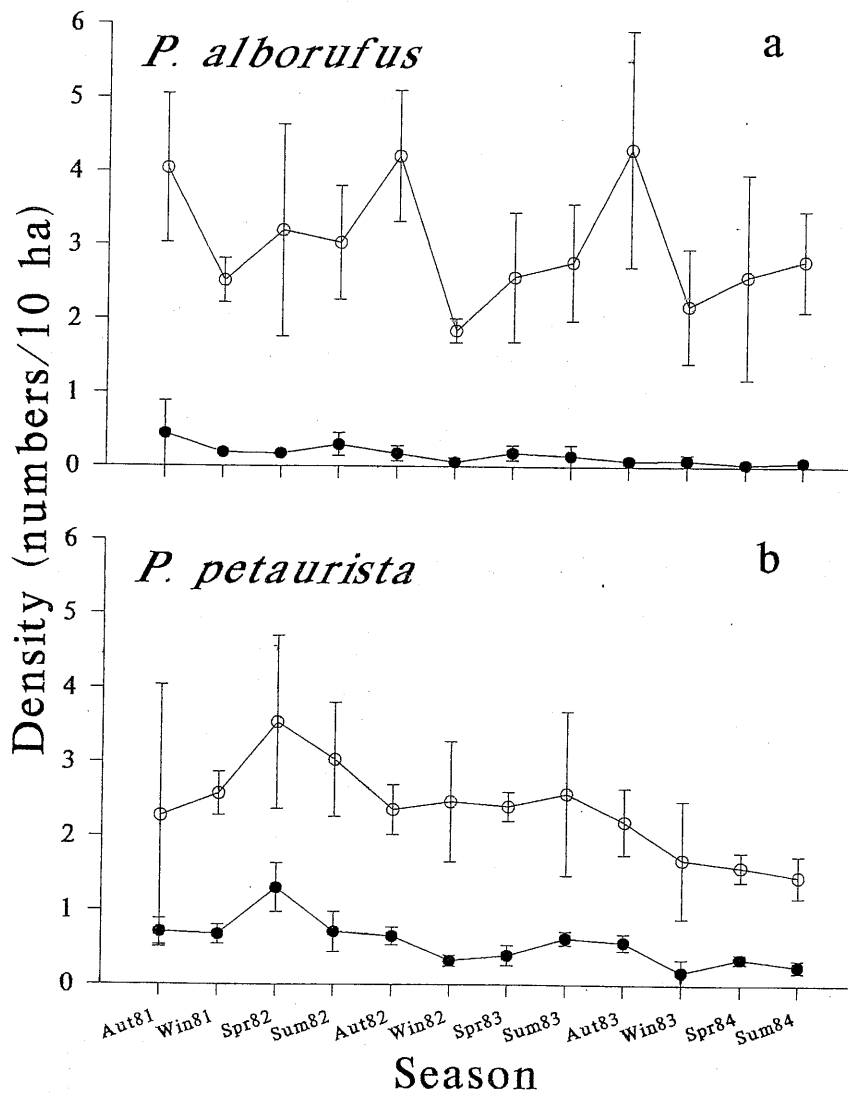 6
P. alborufus
a
5
4
3
2
1
0
Density (numbers/10 ha)
6
P. petaurista
b
5
4
3
2
1
0
Aut81 Win81 Spr82 Sum82 Aut82 Win82 Spr83 Sum83 Aut83 Win83 Spr84 Sum84
Season